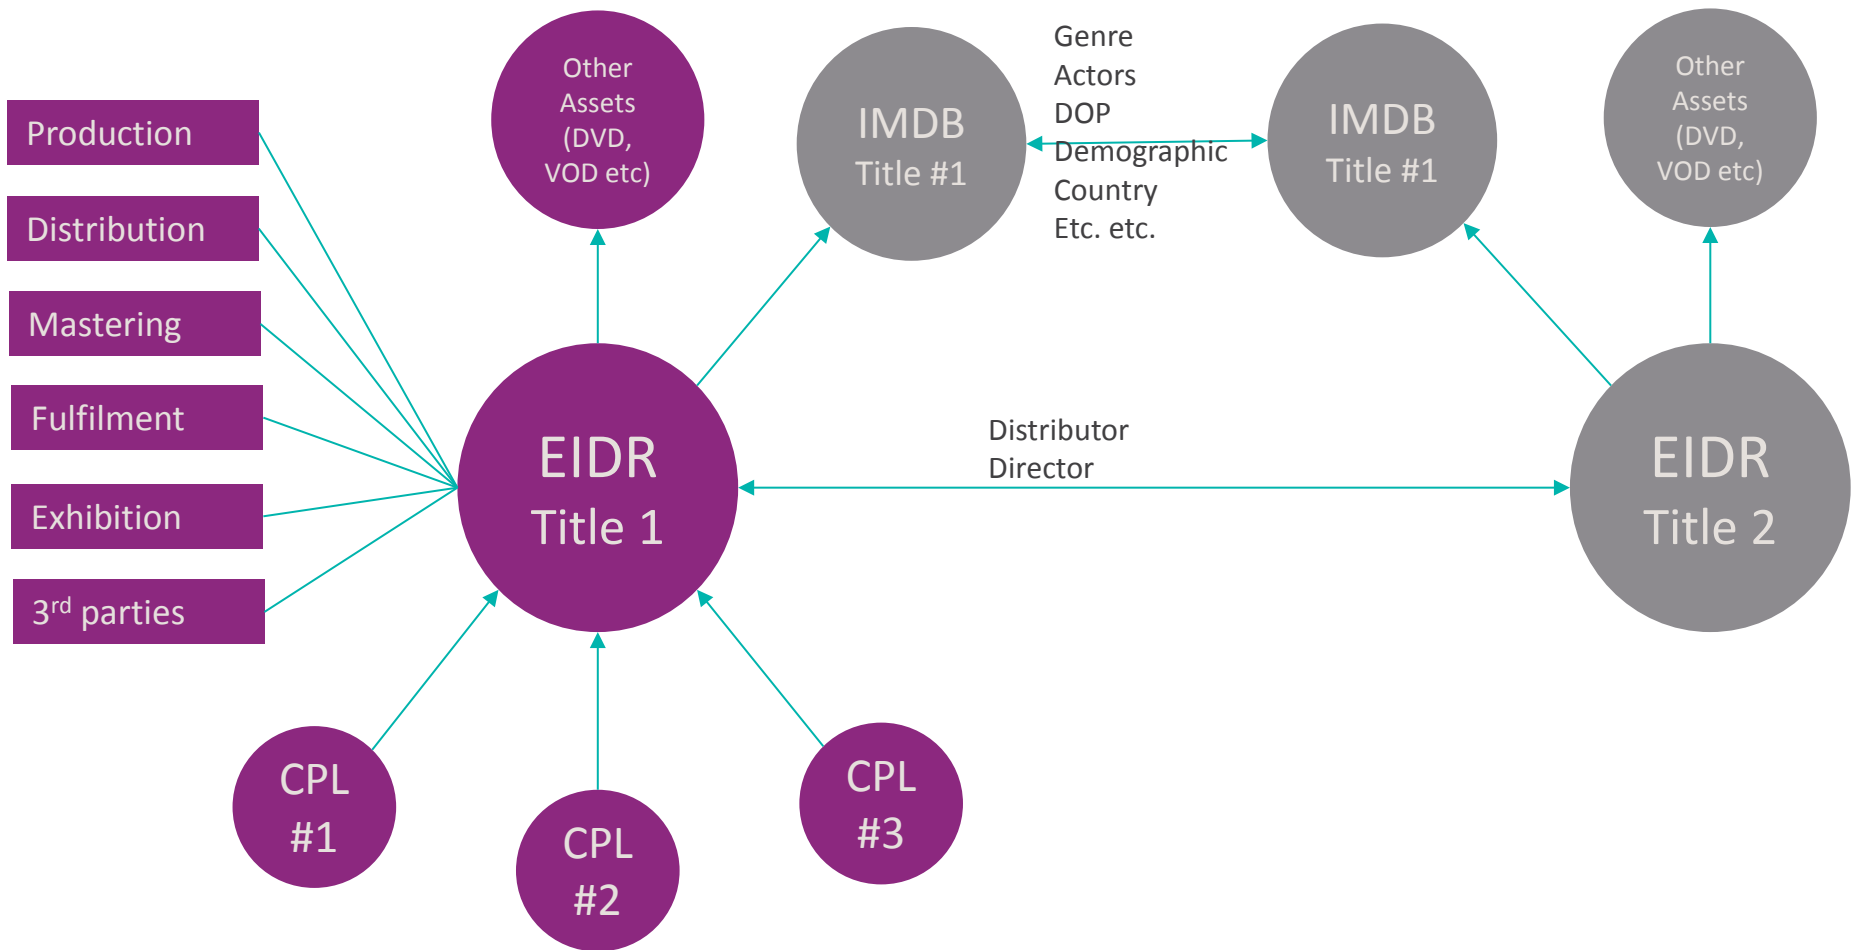 Production
Distribution
Mastering
Fulfilment
Exhibition
3rd parties
Other
Assets
(DVD,
VOD etc)
IMDB
Title #1
Genre
Actors
DOP
Demographic
Country
Etc. etc.
IMDB
Title #1
Other
Assets
(DVD,
VOD etc)
EIDR
Title 1
Distributor
Director
EIDR
Title 2
CPL
#1
CPL
#2
CPL
#3